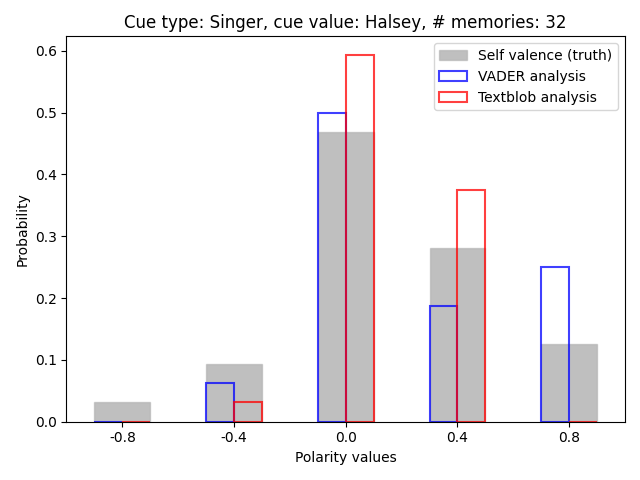 Cue type: Singer, cue value: Halsey, # memories: 32
Self valence (truth)
VADER analysis
Textblob analysis
Probability
0.6
0.5
0.4
0.3
0.2
0.1
0.0
-0.8 -0.4 0.0 0.4 0.8
Polarity values